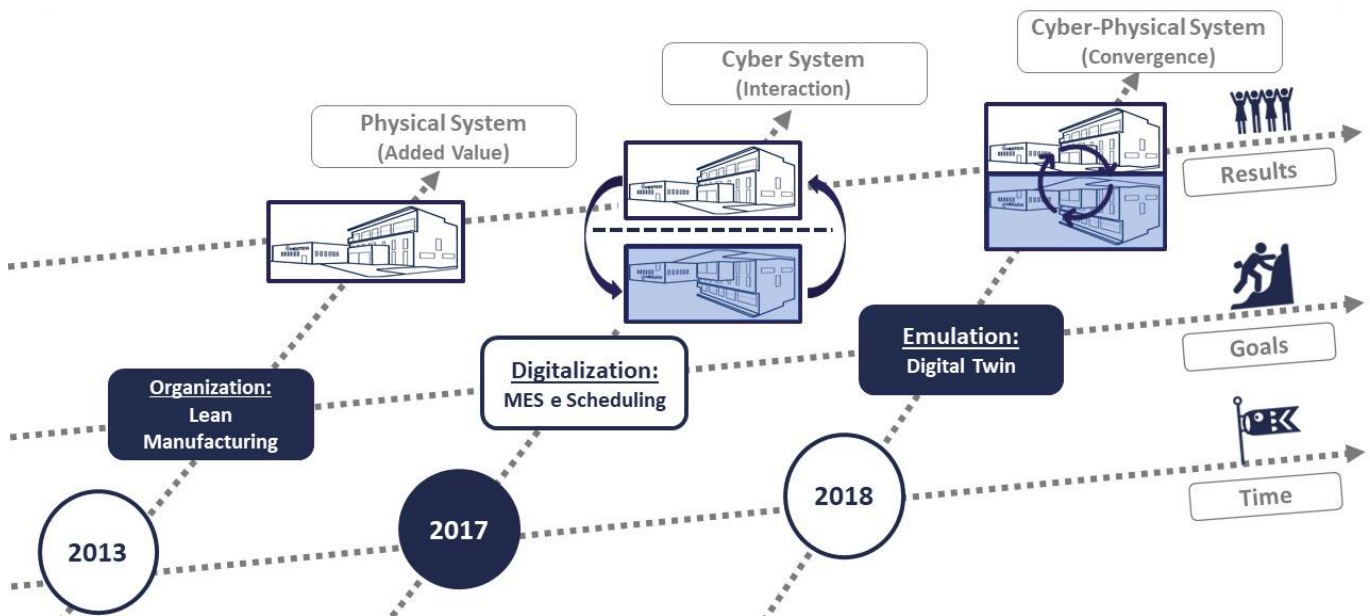 Cyber-Physical System
(Convergence)
Cyber System
(Interaction)
Physical System
(Added Value)
Results
Emulation:
Digital Twin
Goals
Digitalization:
MES e Scheduling
Organization:
Lean
Manufacturing
Time
2018
2017
2013